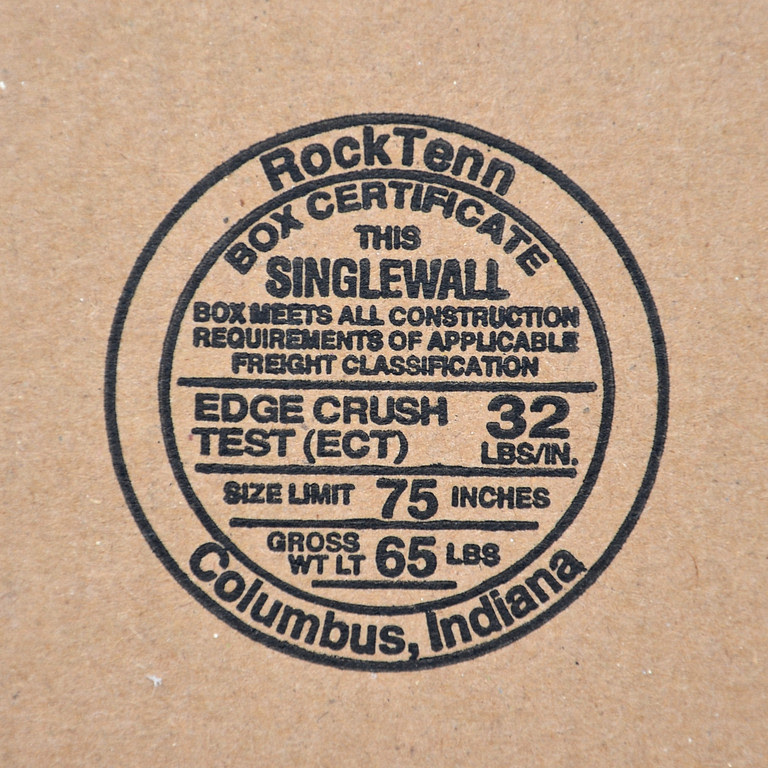 RockTenn
BOX CERTIFICATE
THIS
SINGLEWALL
BOX MEETS ALL CONSTRUCTION
REQUIREMENTS OF APPLICABLE
FREIGHT CLASSIFICATION
EDGE CRUSH
TEST (ECT)
32
LBS/IN.
SIZE LIMIT 75 INCHES
GROSS
WT LT 65 LBS
Columbus, Indiana